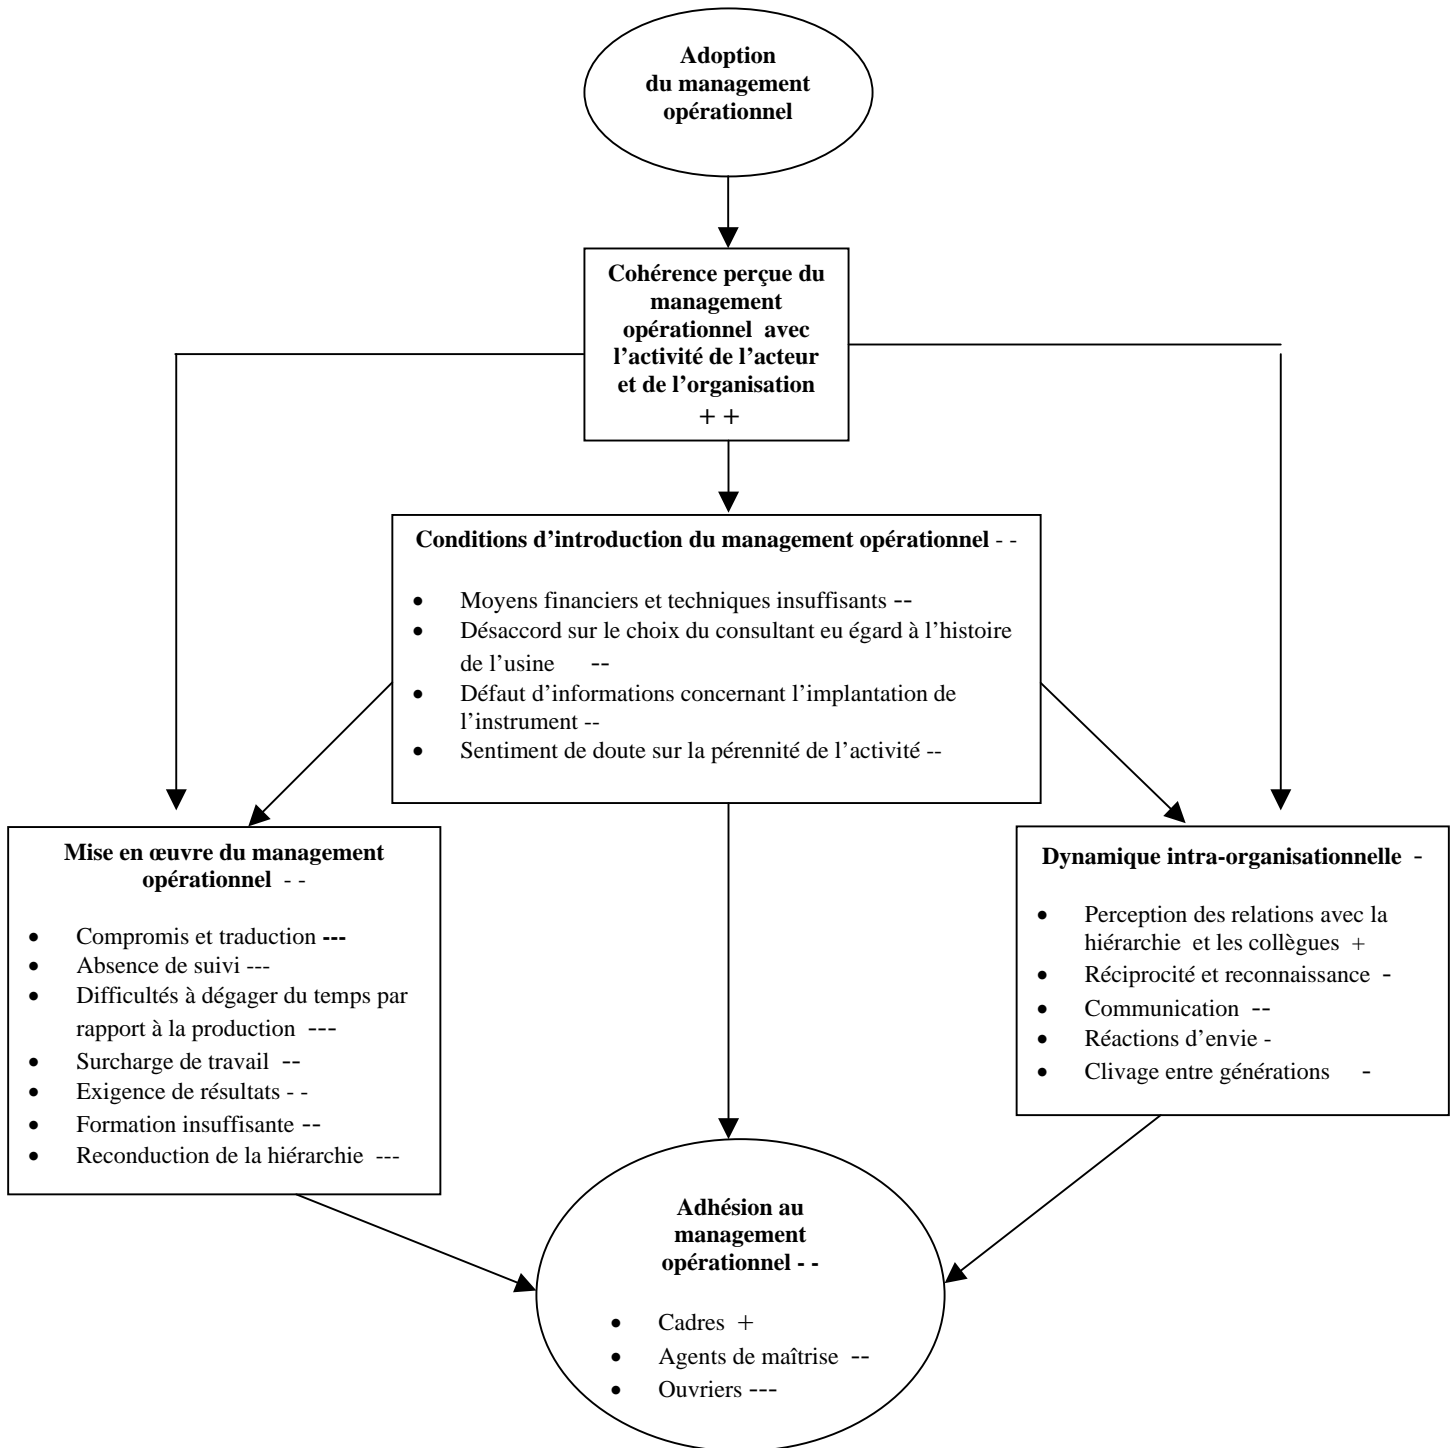 Adoption
du management
opérationnel
Cohérence perçue du
management
opérationnel avec
l’activité de l’acteur
et de l’organisation
+ +
Conditions d’introduction du management opérationnel - -
• Moyens financiers et techniques insuffisants --
• Désaccord sur le choix du consultant eu égard à l’histoire
de l’usine --
• Défaut d’informations concernant l’implantation de
l’instrument --
• Sentiment de doute sur la pérennité de l’activité --
Mise en œuvre du management
opérationnel - -
• Compromis et traduction ---
• Absence de suivi ---
• Difficultés à dégager du temps par
rapport à la production ---
• Surcharge de travail --
• Exigence de résultats - -
• Formation insuffisante --
• Reconduction de la hiérarchie ---
Dynamique intra-organisationnelle -
• Perception des relations avec la
hiérarchie et les collègues +
• Réciprocité et reconnaissance -
• Communication --
• Réactions d’envie -
• Clivage entre générations -
Adhésion au
management
opérationnel - -
• Cadres +
• Agents de maîtrise --
• Ouvriers ---